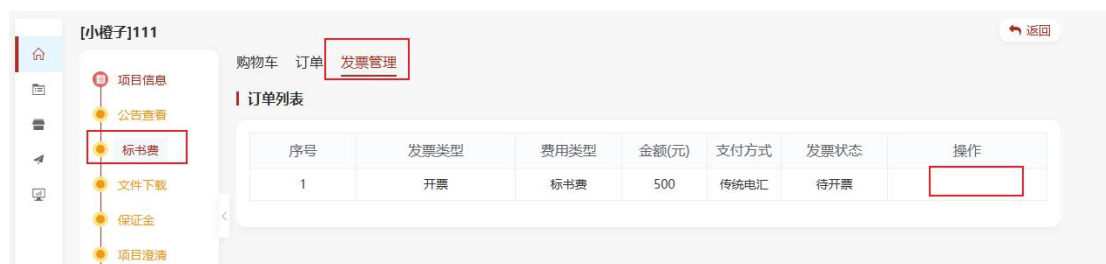 [小橙子]111
返回
项目信息
公告查看
标书费
文件下载
保证金
项目澄清
购物车 订单 发票管理
订单列表
序号 发票类型 费用类型 金额(元) 支付方式 发票状态 操作
1 开票 标书费 500 传统电汇 待开票